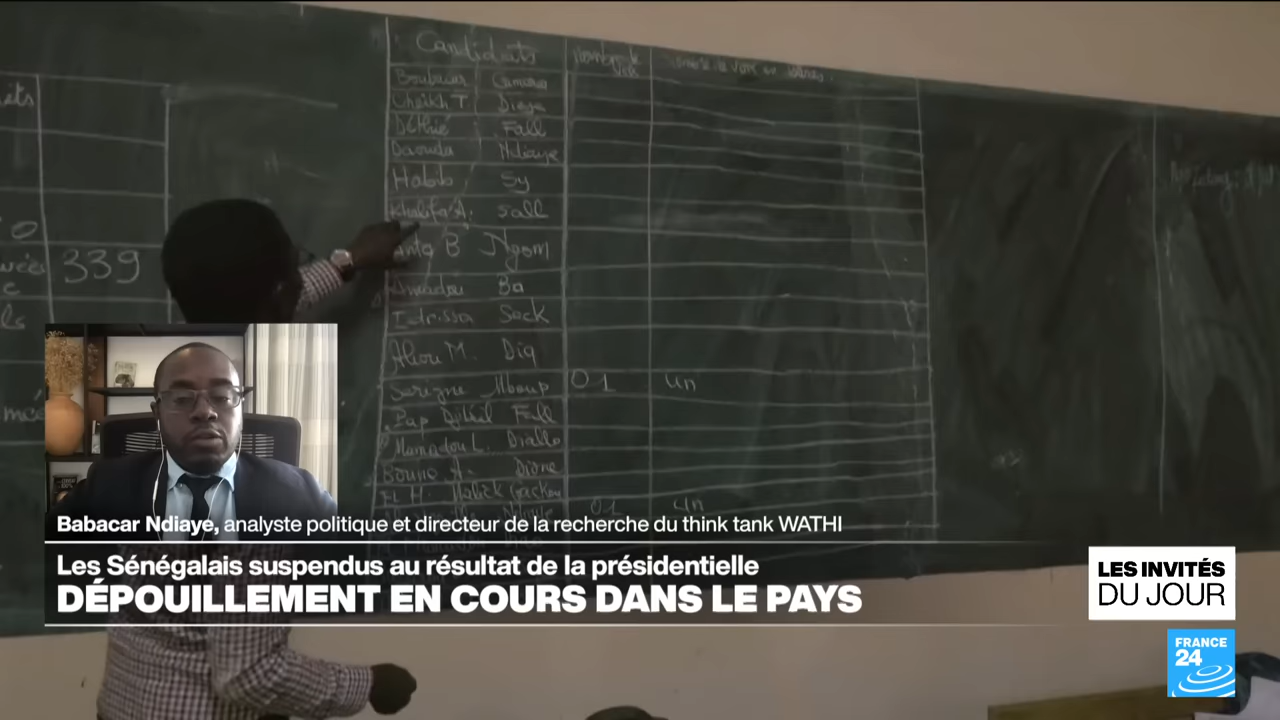 Candidats
Boubacar Camara
Cheikh T Dieye
Déthié Fall
Daouda Ndiaye
Habib Sy
Khalifa A. Sall
anta B Ngom
Amadou Ba
Idrissa Seck
Aliou M. Dia
Serigne Mboup 01 un
Pap Djibril Fall
Mamadou L. Diallo
Boune A. Dione
El H. Malick Gackou
01 un
339
Babacar Ndiaye, analyste politique et directeur de la recherche du think tank WATHI
Les Sénégalais suspendus au résultat de la présidentielle
DÉPOUILLEMENT EN COURS DANS LE PAYS
LES INVITÉS
DU JOUR
FRANCE
24